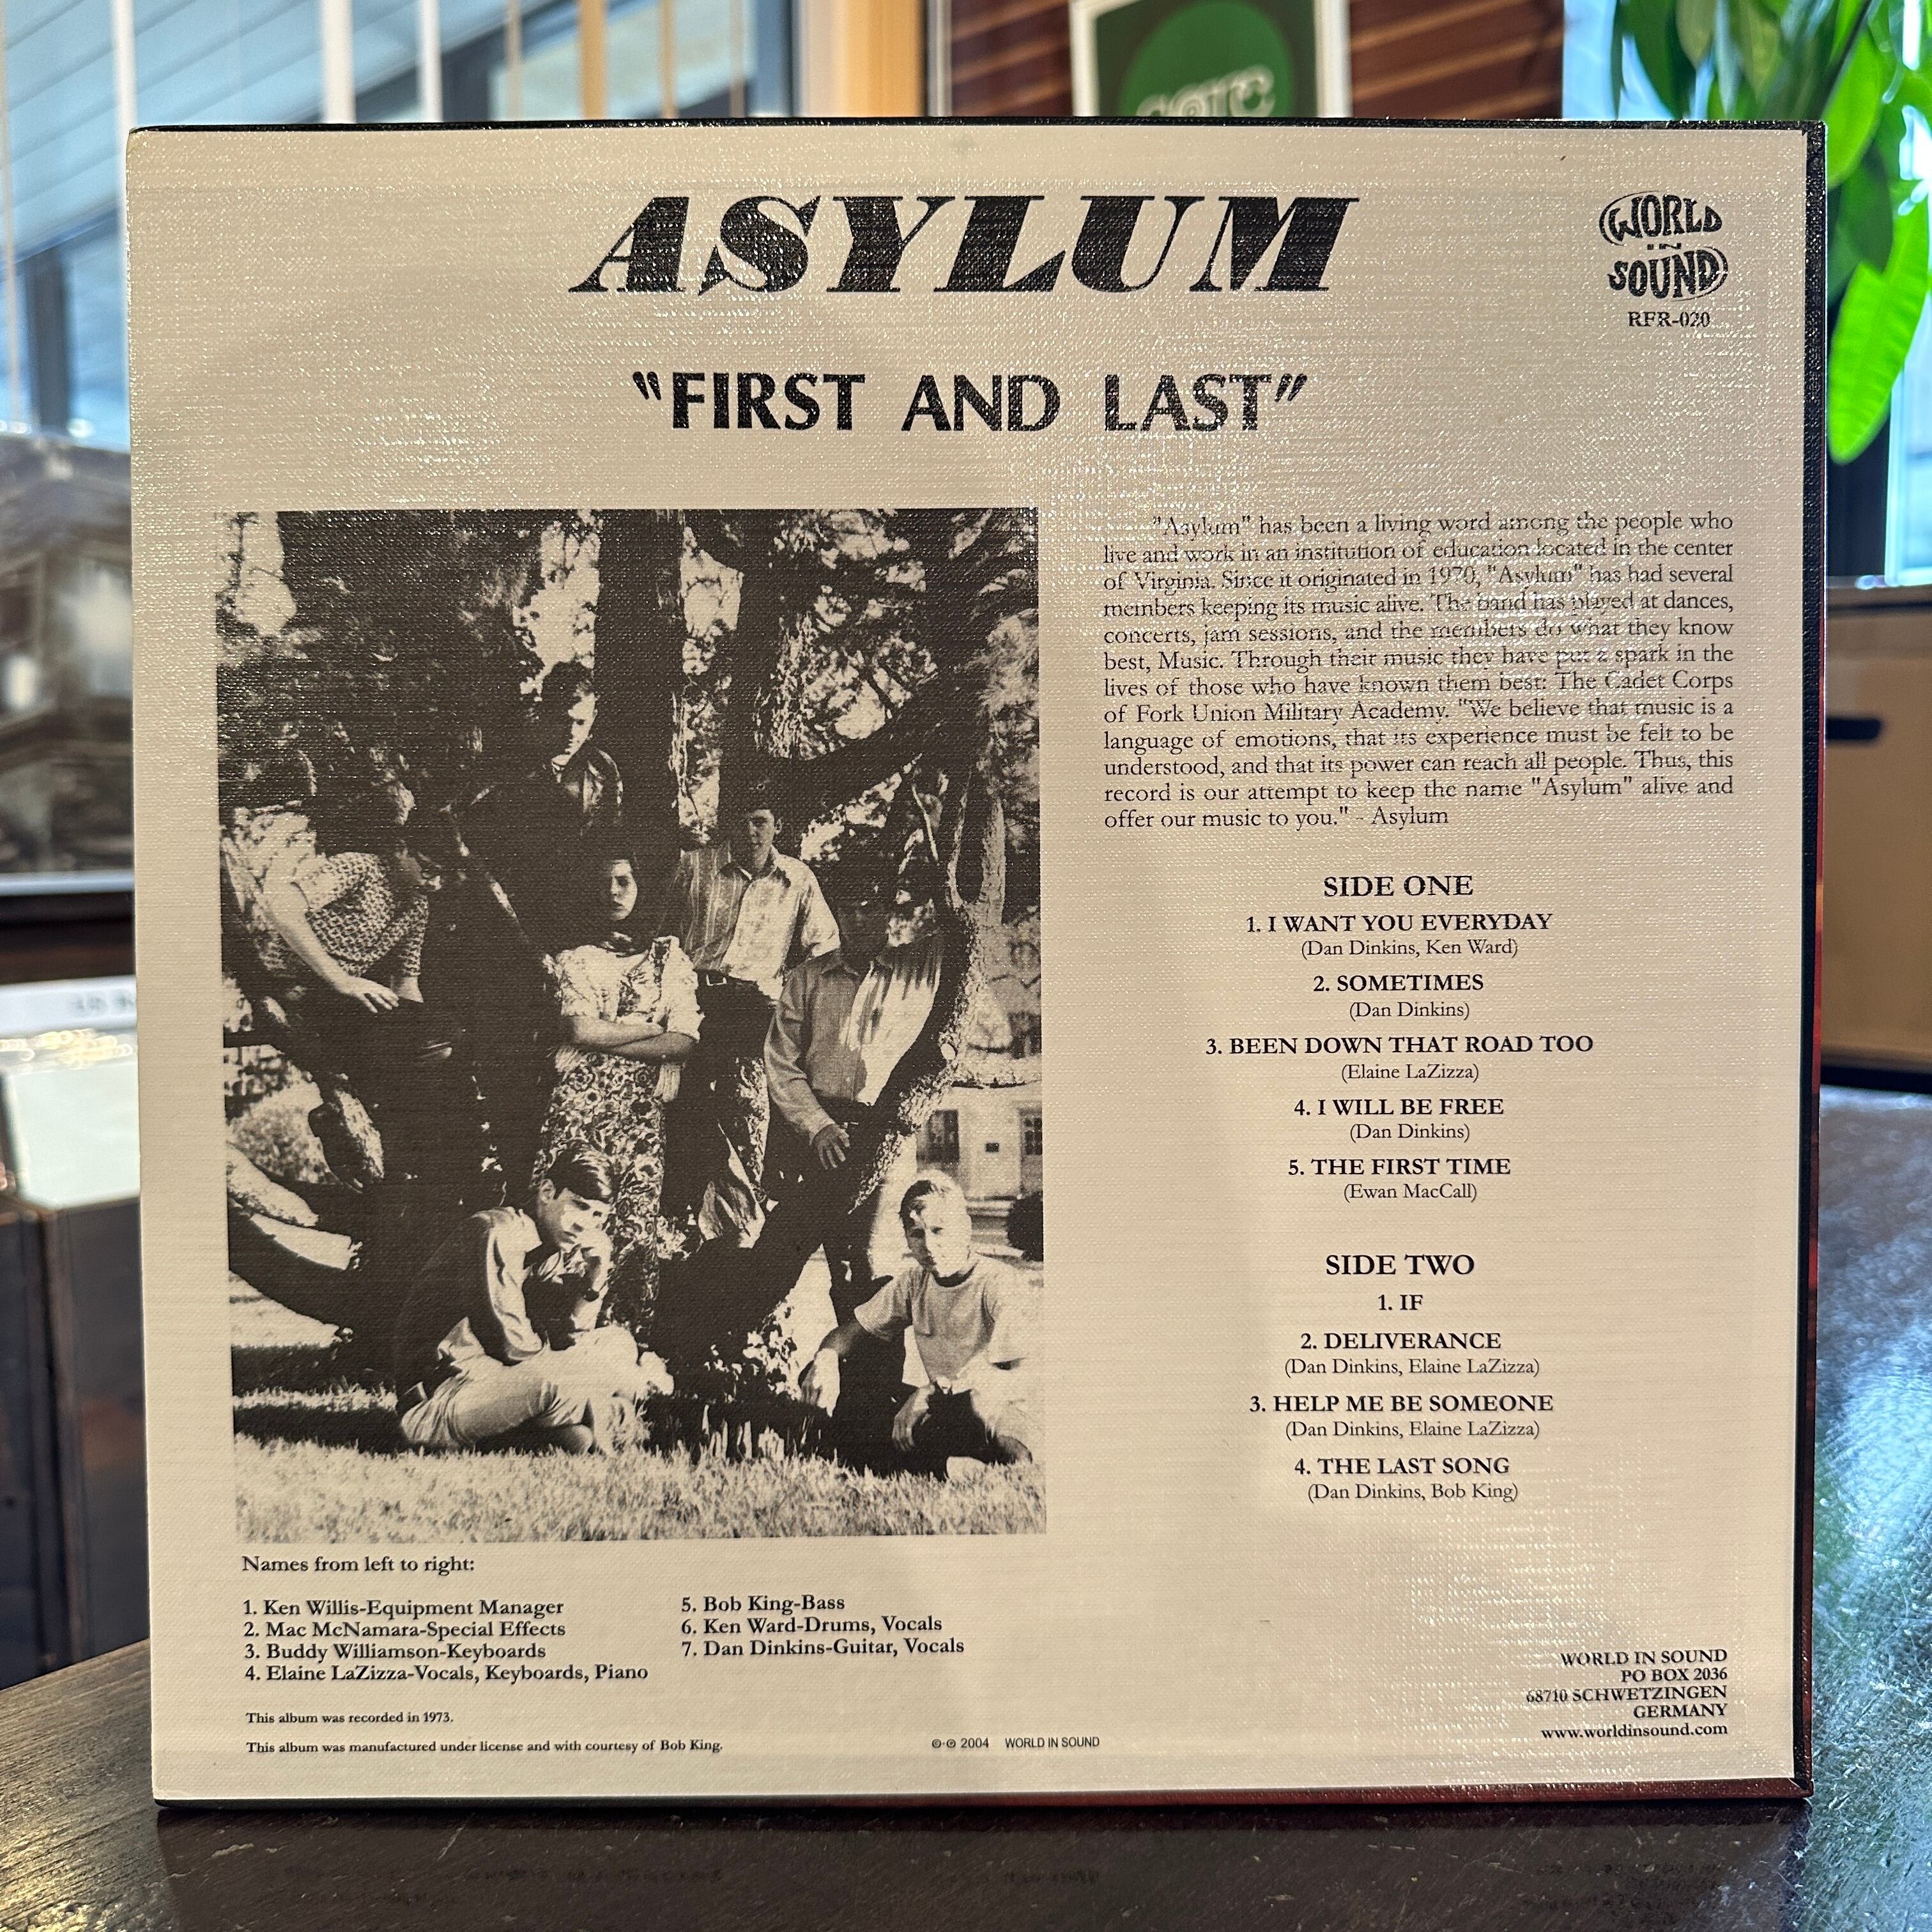 ASYLUM
WORLD
IN
SOUND
RFR-020
"FIRST AND LAST"
"Asylum" has been a living word among the people who
live and work in an institution of education located in the center
of Virginia. Since it originated in 1970, "Asylum" has had several
members keeping its music alive. The band has played at dances,
concerts, jam sessions, and the members do what they know
best, Music. Through their music they have put a spark in the
lives of those who have known them best: The Cadet Corps
of Fork Union Military Academy. "We believe that music is a
language of emotions, that its experience must be felt to be
understood, and that its power can reach all people. Thus, this
record is our attempt to keep the name "Asylum" alive and
offer our music to you." - Asylum
SIDE ONE
1. I WANT YOU EVERYDAY
(Dan Dinkins, Ken Ward)
2. SOMETIMES
(Dan Dinkins)
3. BEEN DOWN THAT ROAD TOO
(Elaine LaZizza)
4. I WILL BE FREE
(Dan Dinkins)
5. THE FIRST TIME
(Ewan MacCall)
SIDE TWO
1. IF
2. DELIVERANCE
(Dan Dinkins, Elaine LaZizza)
3. HELP ME BE SOMEONE
(Dan Dinkins, Elaine LaZizza)
4. THE LAST SONG
(Dan Dinkins, Bob King)
Names from left to right:
1. Ken Willis-Equipment Manager
2. Mac McNamara-Special Effects
3. Buddy Williamson-Keyboards
4. Elaine LaZizza-Vocals, Keyboards, Piano
5. Bob King-Bass
6. Ken Ward-Drums, Vocals
7. Dan Dinkins-Guitar, Vocals
This album was recorded in 1973.
This album was manufactured under license and with courtesy of Bob King.
©·℗ 2004 WORLD IN SOUND
WORLD IN SOUND
PO BOX 2036
68710 SCHWETZINGEN
GERMANY
www.worldinsound.com